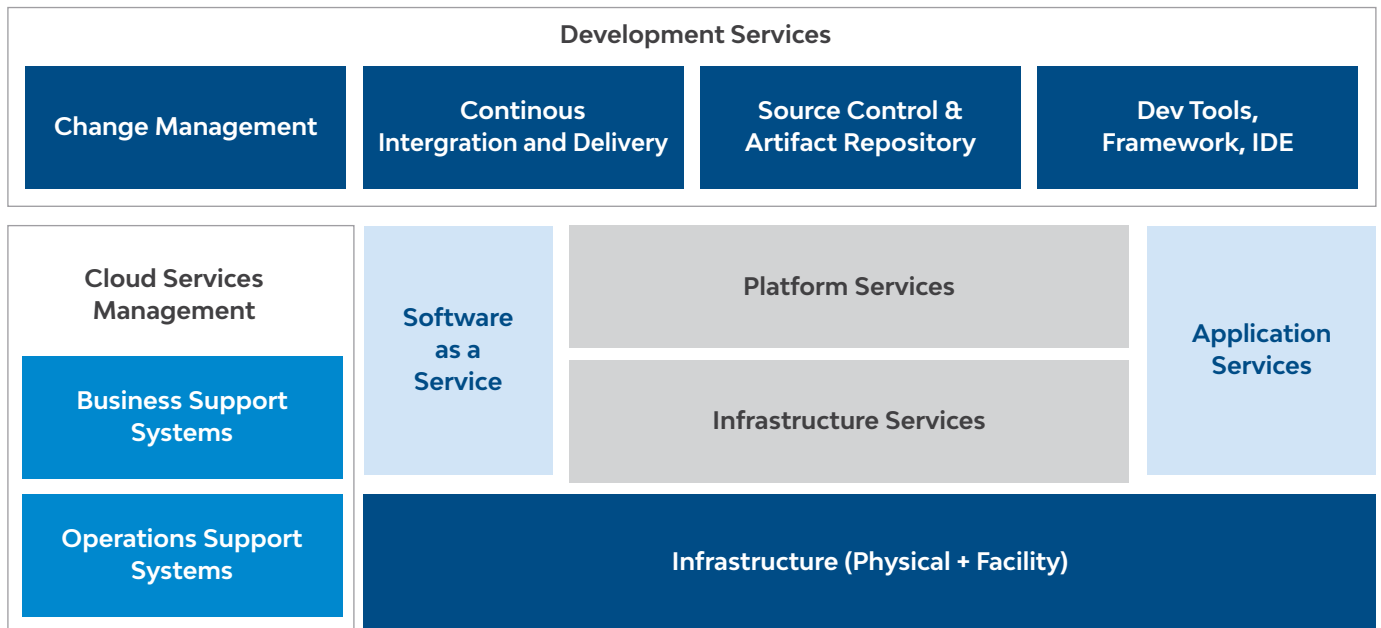 Development Services
Change Management
Continous
Intergration and Delivery
Source Control &
Artifact Repository
Dev Tools,
Framework, IDE
Cloud Services
Management
Business Support
Systems
Operations Support
Systems
Software
as a
Service
Platform Services
Infrastructure Services
Application
Services
Infrastructure (Physical + Facility)